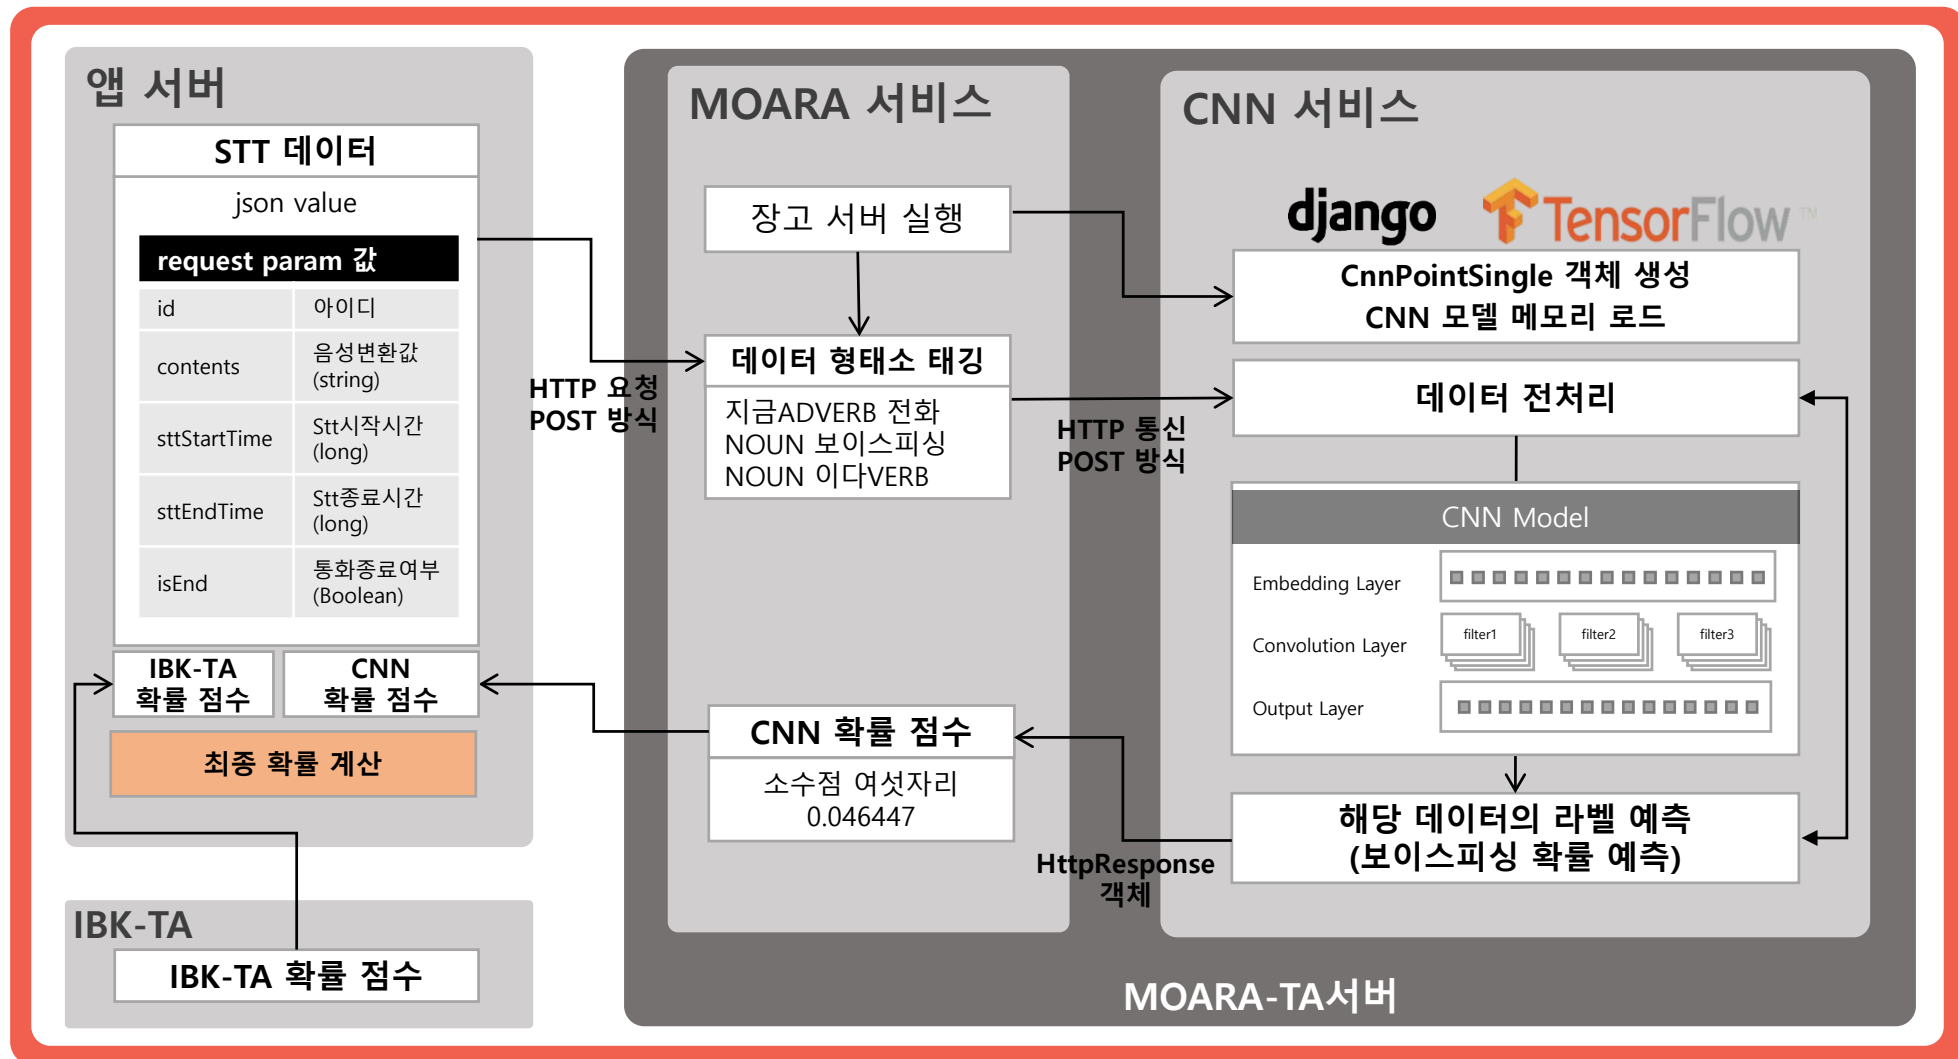 앱 서버
STT 데이터
json value
request param 값
id
아이디
contents
음성변환값
(string)
sttStartTime
Stt시작시간
(long)
sttEndTime
Stt종료시간
(long)
isEnd
통화종료여부
(Boolean)
IBK-TA
확률 점수
CNN
확률 점수
최종 확률 계산
IBK-TA
IBK-TA 확률 점수
HTTP 요청
POST 방식
MOARA 서비스
장고 서버 실행
데이터 형태소 태깅
지금ADVERB 전화
NOUN 보이스피싱
NOUN 이다VERB
HTTP 통신
POST 방식
CNN 확률 점수
소수점 여섯자리
0.046447
HttpResponse
객체
CNN 서비스
django
TensorFlow™
CnnPointSingle 객체 생성
CNN 모델 메모리 로드
데이터 전처리
CNN Model
Embedding Layer
Convolution Layer
filter1
filter2
filter3
Output Layer
해당 데이터의 라벨 예측
(보이스피싱 확률 예측)
MOARA-TA서버